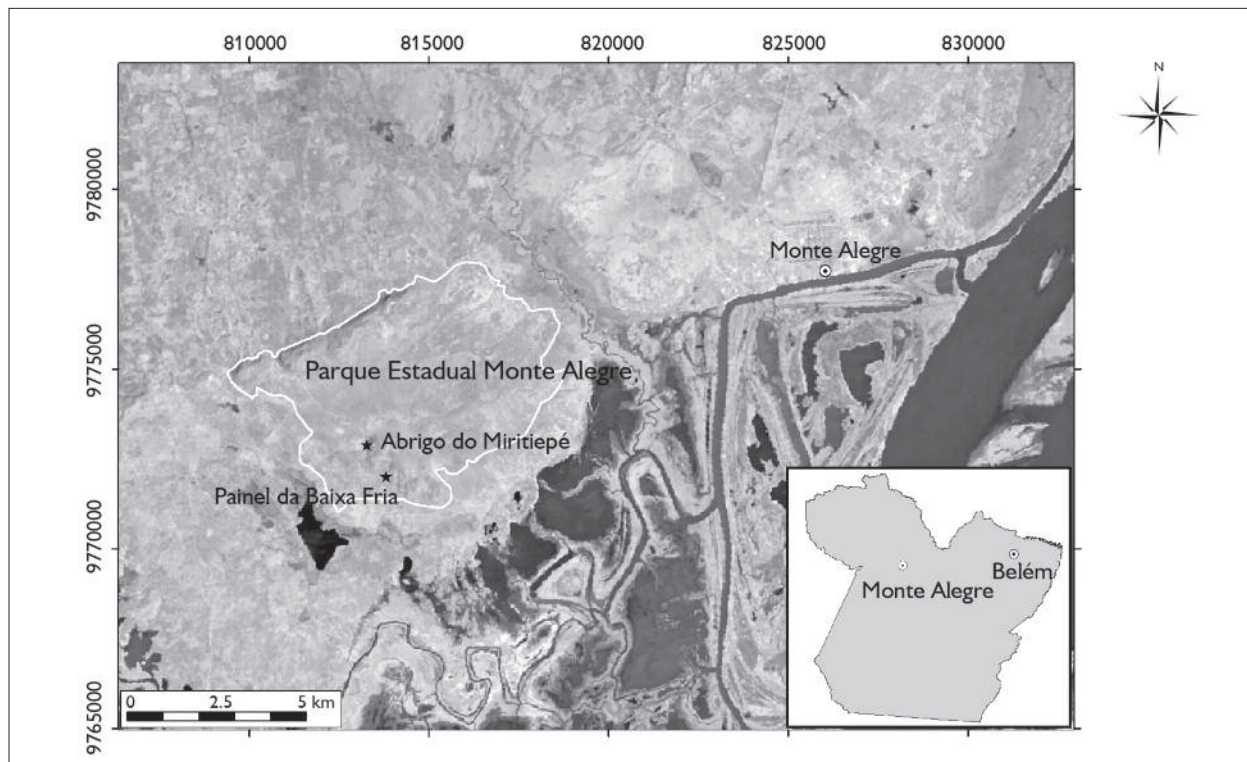 810000 815000 820000 825000 830000
N
9780000
Monte Alegre
9775000
Parque Estadual Monte Alegre
Abrigo do Miritiepé
Painel da Baixa Fria
9770000
Belém
Monte Alegre
0 2.5 5 km
9765000